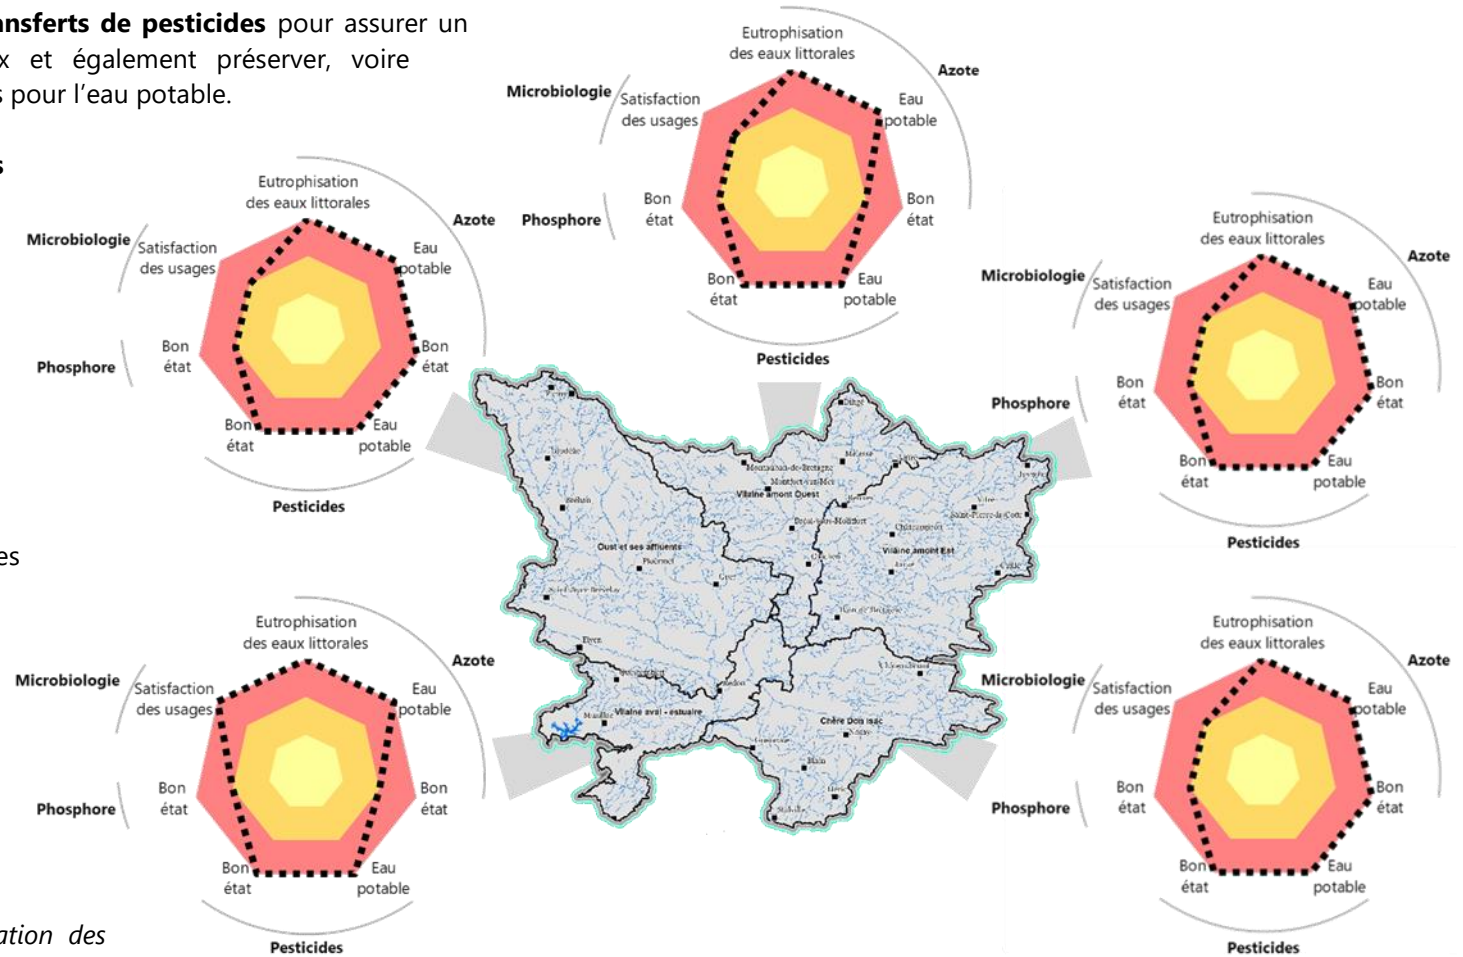 ansferts de pesticides pour assurer un
x et également préserver, voire
s pour l'eau potable.
s
es
ation des
Eutrophisation
des eaux littorales
Azote
Microbiologie
Satisfaction
des usages
Eau
potable
Bon
état
Phosphore
Bon
état
Bon
état
Eau
potable
Pesticides
Eutrophisation
des eaux littorales
Azote
Microbiologie
Satisfaction
des usages
Eau
potable
Phosphore
Bon
état
Bon
état
Bon
état
Eau
potable
Pesticides
Eutrophisation
des eaux littorales
Azote
Microbiologie
Satisfaction
des usages
Eau
potable
Bon
état
Phosphore
Bon
état
Bon
état
Eau
potable
Pesticides
Vilaine amont Ouest
Oust et ses affluents
Vilaine amont Est
Vilaine aval - estuaire
Chère Dois Isac
Montauban-de-Bretagne
Eutrophisation
des eaux littorales
Azote
Microbiologie
Satisfaction
des usages
Eau
potable
Phosphore
Bon
état
Bon
état
Bon
état
Eau
potable
Pesticides
Eutrophisation
des eaux littorales
Azote
Microbiologie
Satisfaction
des usages
Eau
potable
Phosphore
Bon
état
Bon
état
Bon
état
Eau
potable
Pesticides